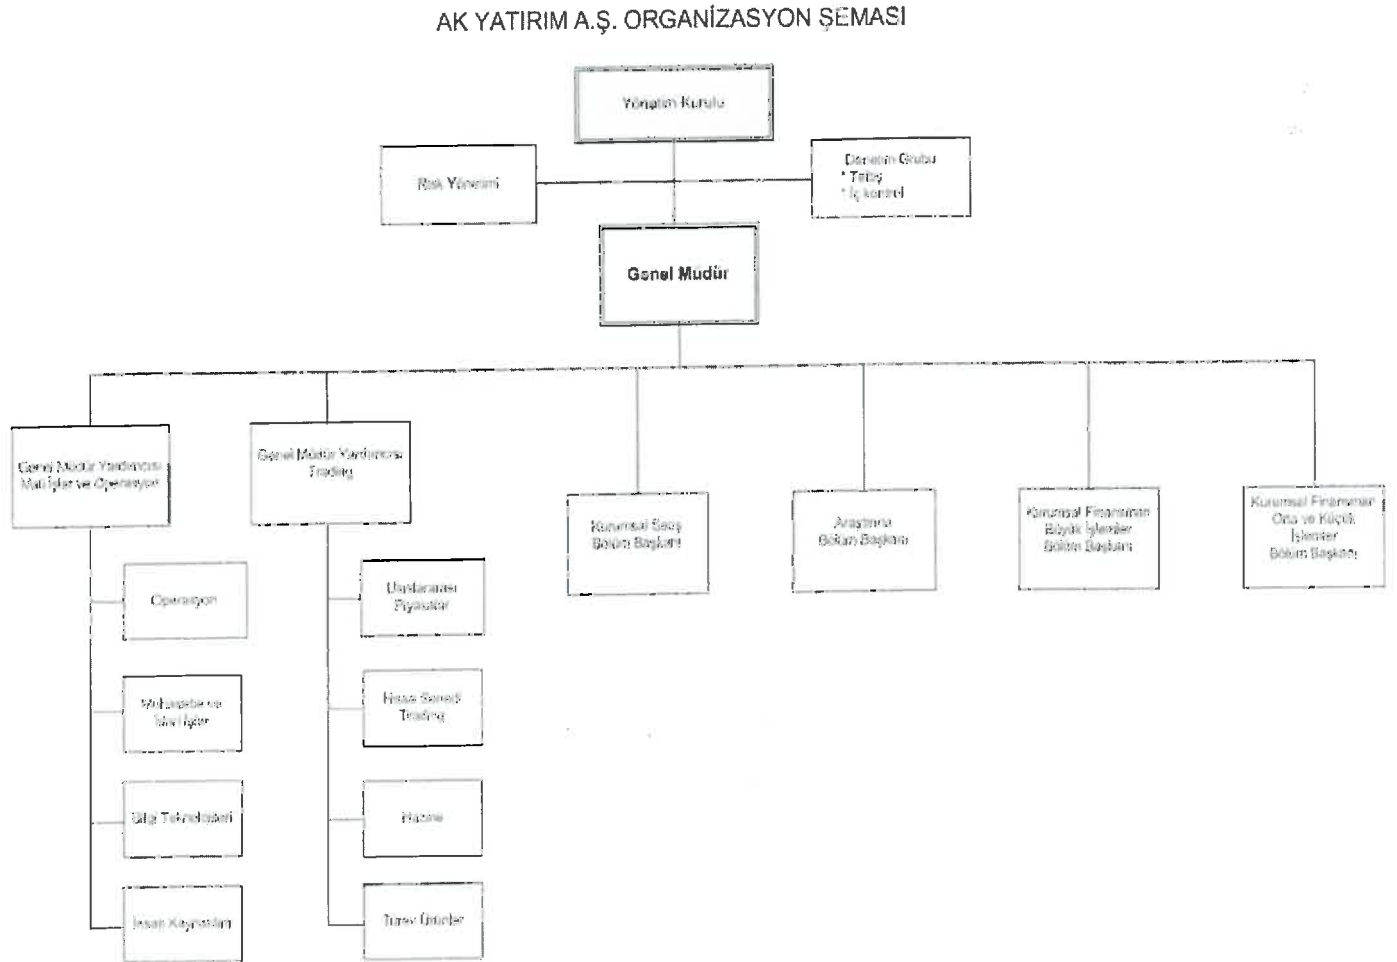 AK YATIRIM A.Ş. ORGANİZASYON ŞEMASI
Yönetim Kurulu
Risk Yönetimi
Denetim Grubu
* Teftiş
* İç kontrol
Genel Müdür
Genel Müdür Yardımcısı
Mali İşler ve Operasyon
Genel Müdür Yardımcısı
Trading
Kurumsal Satış
Bölüm Başkanı
Araştırma
Bölüm Başkanı
Kurumsal Finansman
Büyük İşlemler
Bölüm Başkanı
Kurumsal Finansman
Orta ve Küçük
İşlemler
Bölüm Başkanı
Operasyon
Uluslararası
Piyasalar
Muhasebe ve
Mali İşler
Hisse Senedi
Trading
Bilgi Teknolojileri
Hazine
İnsan Kaynakları
Türev Ürünler